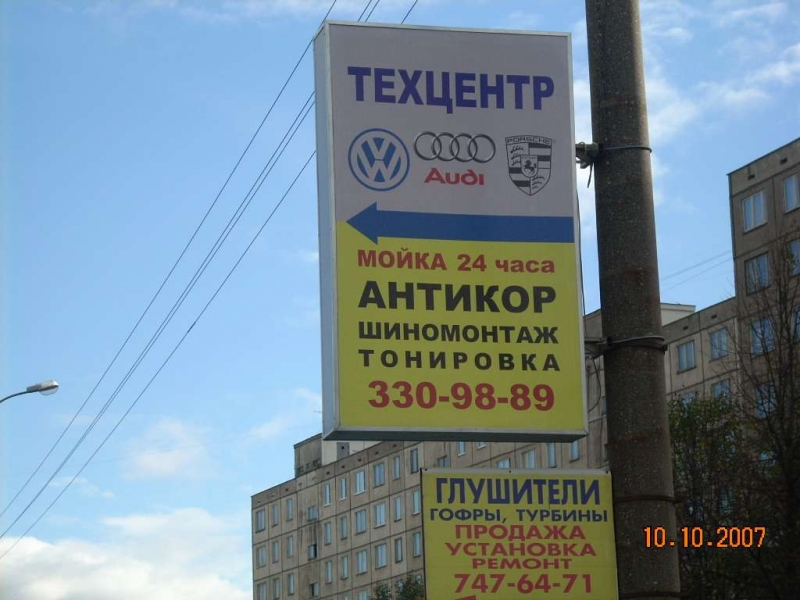 ТЕХЦЕНТР
PORSCHE
Audi
МОЙКА 24 часа
АНТИКОР
ШИНОМОНТАЖ
ТОНИРОВКА
330-98-89
ГЛУШИТЕЛИ
ГОФРЫ, ТУРБИНЫ
ПРОДАЖА
УСТАНОВКА
РЕМОНТ
747-64-71
10.10.2007